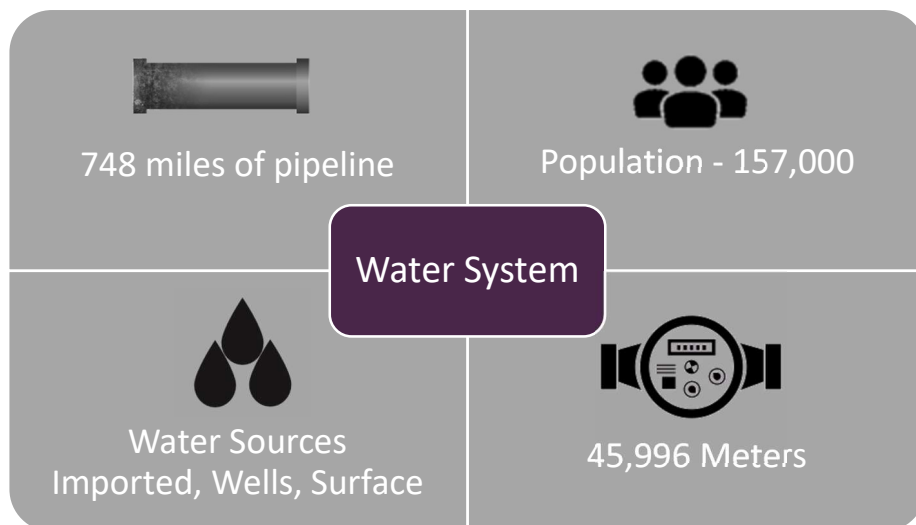 748 miles of pipeline
Population - 157,000
Water System
Water Sources
Imported, Wells, Surface
45,996 Meters